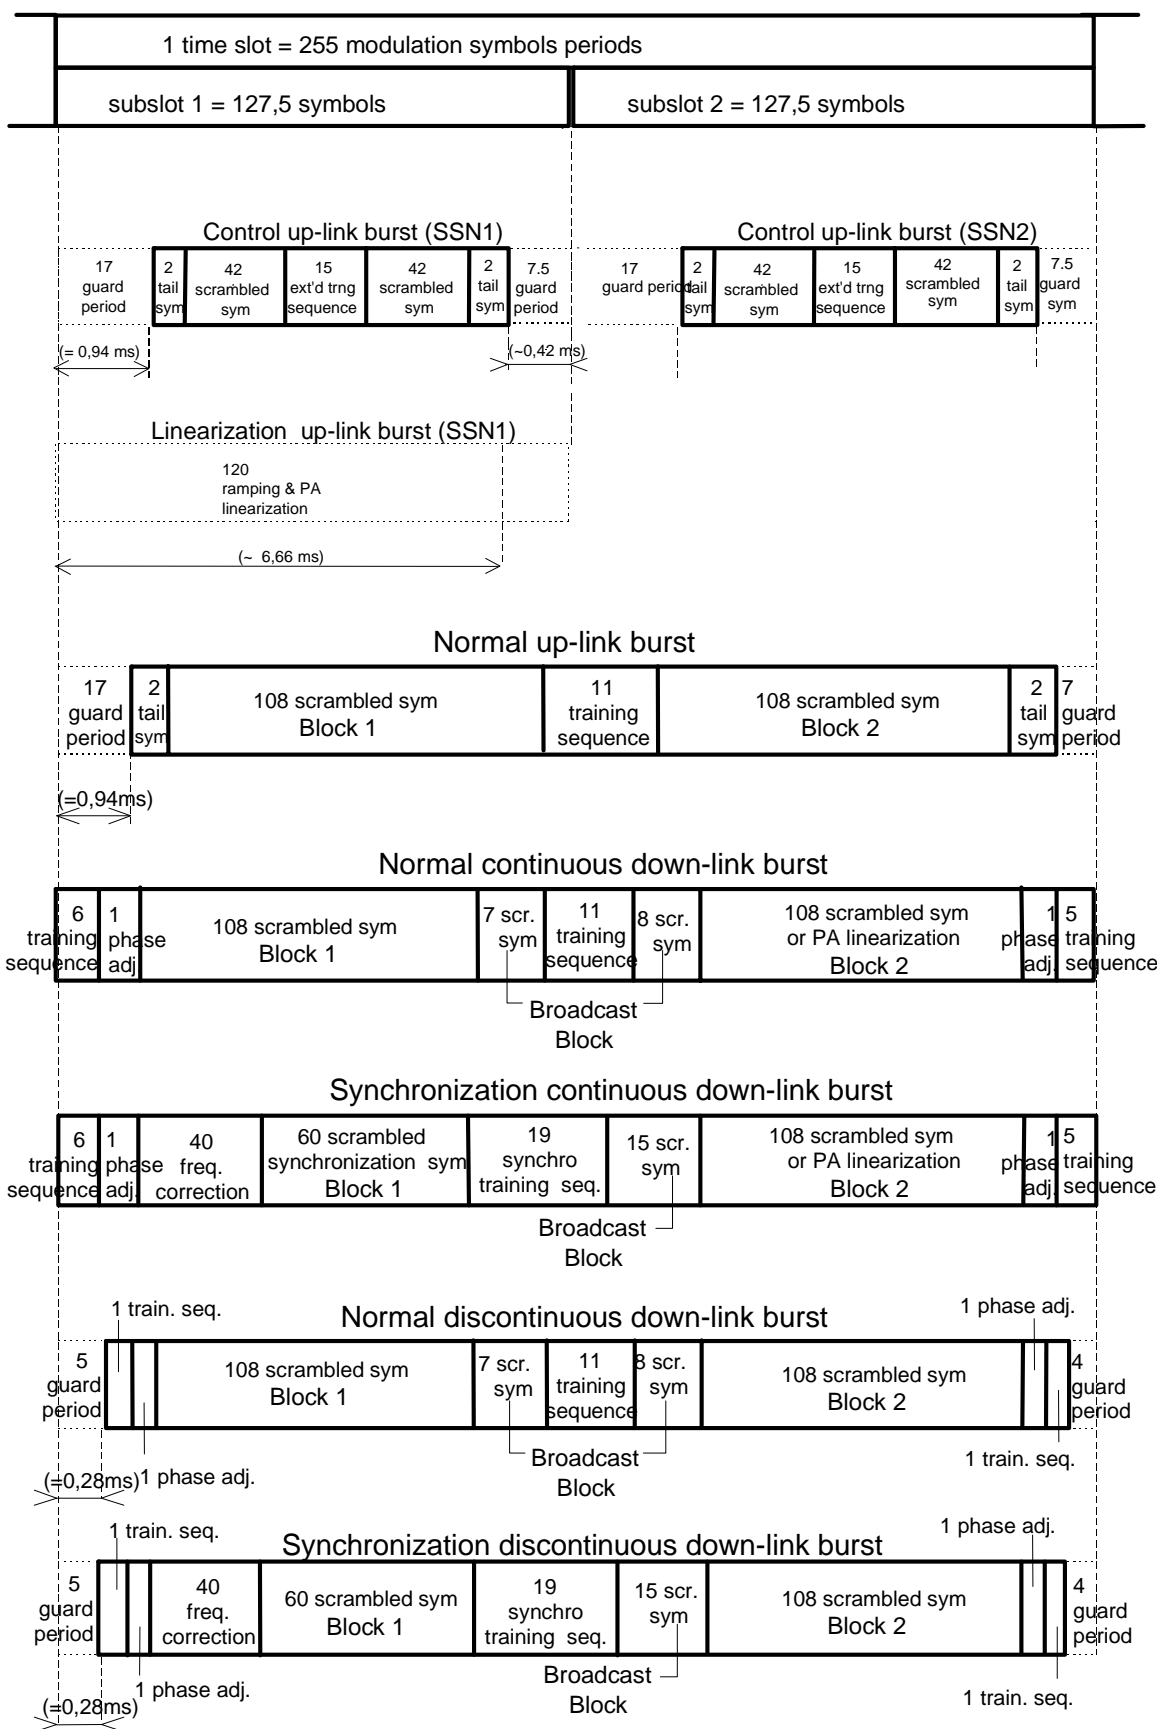 1 time slot = 255 modulation symbols periods
subslot 1 = 127,5 symbols
subslot 2 = 127,5 symbols
Control up-link burst (SSN1)
Control up-link burst (SSN2)
17
guard
period
2
tail
sym
42
scrambled
sym
15
ext'd trng
sequence
42
scrambled
sym
2
tail
sym
7.5
guard
period
17
guard period
2
tail
sym
42
scrambled
sym
15
ext'd trng
sequence
42
scrambled
sym
2
tail
sym
7.5
guard
sym
(= 0,94 ms)
(~0,42 ms)
Linearization up-link burst (SSN1)
120
ramping & PA
linearization
(~ 6,66 ms)
Normal up-link burst
17
guard
period
2
tail
sym
108 scrambled sym
Block 1
11
training
sequence
108 scrambled sym
Block 2
2
tail
sym
7
guard
period
(=0,94ms)
Normal continuous down-link burst
6
training
sequence
1
phase
adj.
108 scrambled sym
Block 1
7 scr.
sym
11
training
sequence
8 scr.
sym
108 scrambled sym
or PA linearization
Block 2
1
phase
adj.
5
training
sequence
Broadcast
Block
Synchronization continuous down-link burst
6
training
sequence
1
phase
adj.
40
freq.
correction
60 scrambled
synchronization sym
Block 1
19
synchro
training seq.
15 scr.
sym
108 scrambled sym
or PA linearization
Block 2
1
phase
adj.
5
training
sequence
Broadcast
Block
1 train. seq.
Normal discontinuous down-link burst
1 phase adj.
5
guard
period
108 scrambled sym
Block 1
7 scr.
sym
11
training
sequence
8 scr.
sym
108 scrambled sym
Block 2
4
guard
period
Broadcast
Block
1 train. seq.
(=0,28ms)
1 phase adj.
1 train. seq.
Synchronization discontinuous down-link burst
1 phase adj.
5
guard
period
40
freq.
correction
60 scrambled sym
Block 1
19
synchro
training seq.
15 scr.
sym
108 scrambled sym
Block 2
4
guard
period
Broadcast
Block
1 phase adj.
1 train. seq.
(=0,28ms)